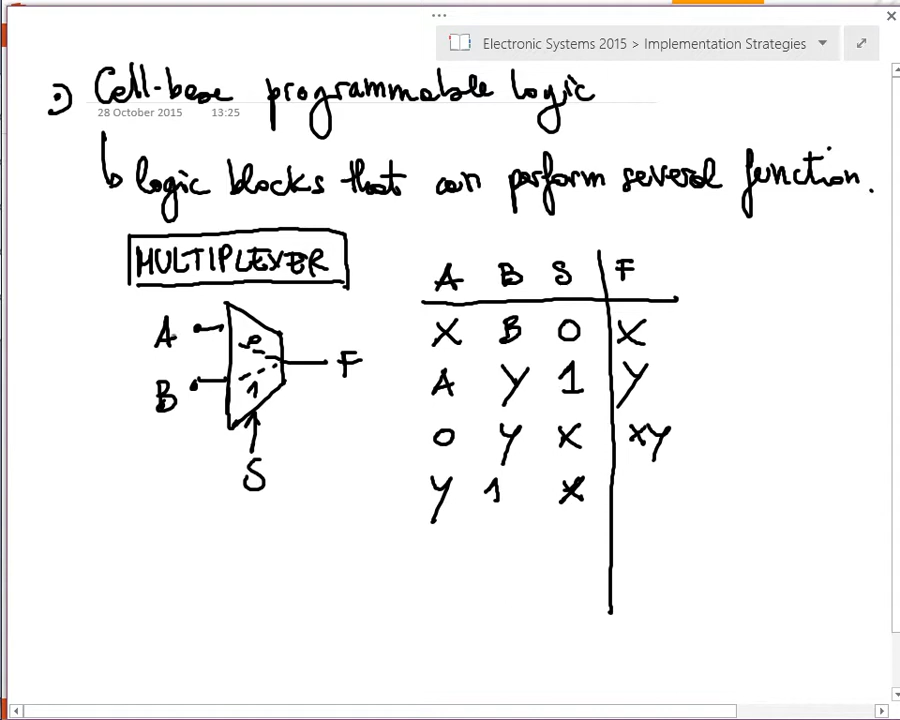 Electronic Systems 2015 > Implementation Strategies
Cell-base programmable logic
28 October 2015 13:25
logic blocks that can perform several function.
MULTIPLEXER
A B S F
X B 0 X
A Y 1 Y
0 Y X XY
Y 1 X
A
0
F
B
1
S